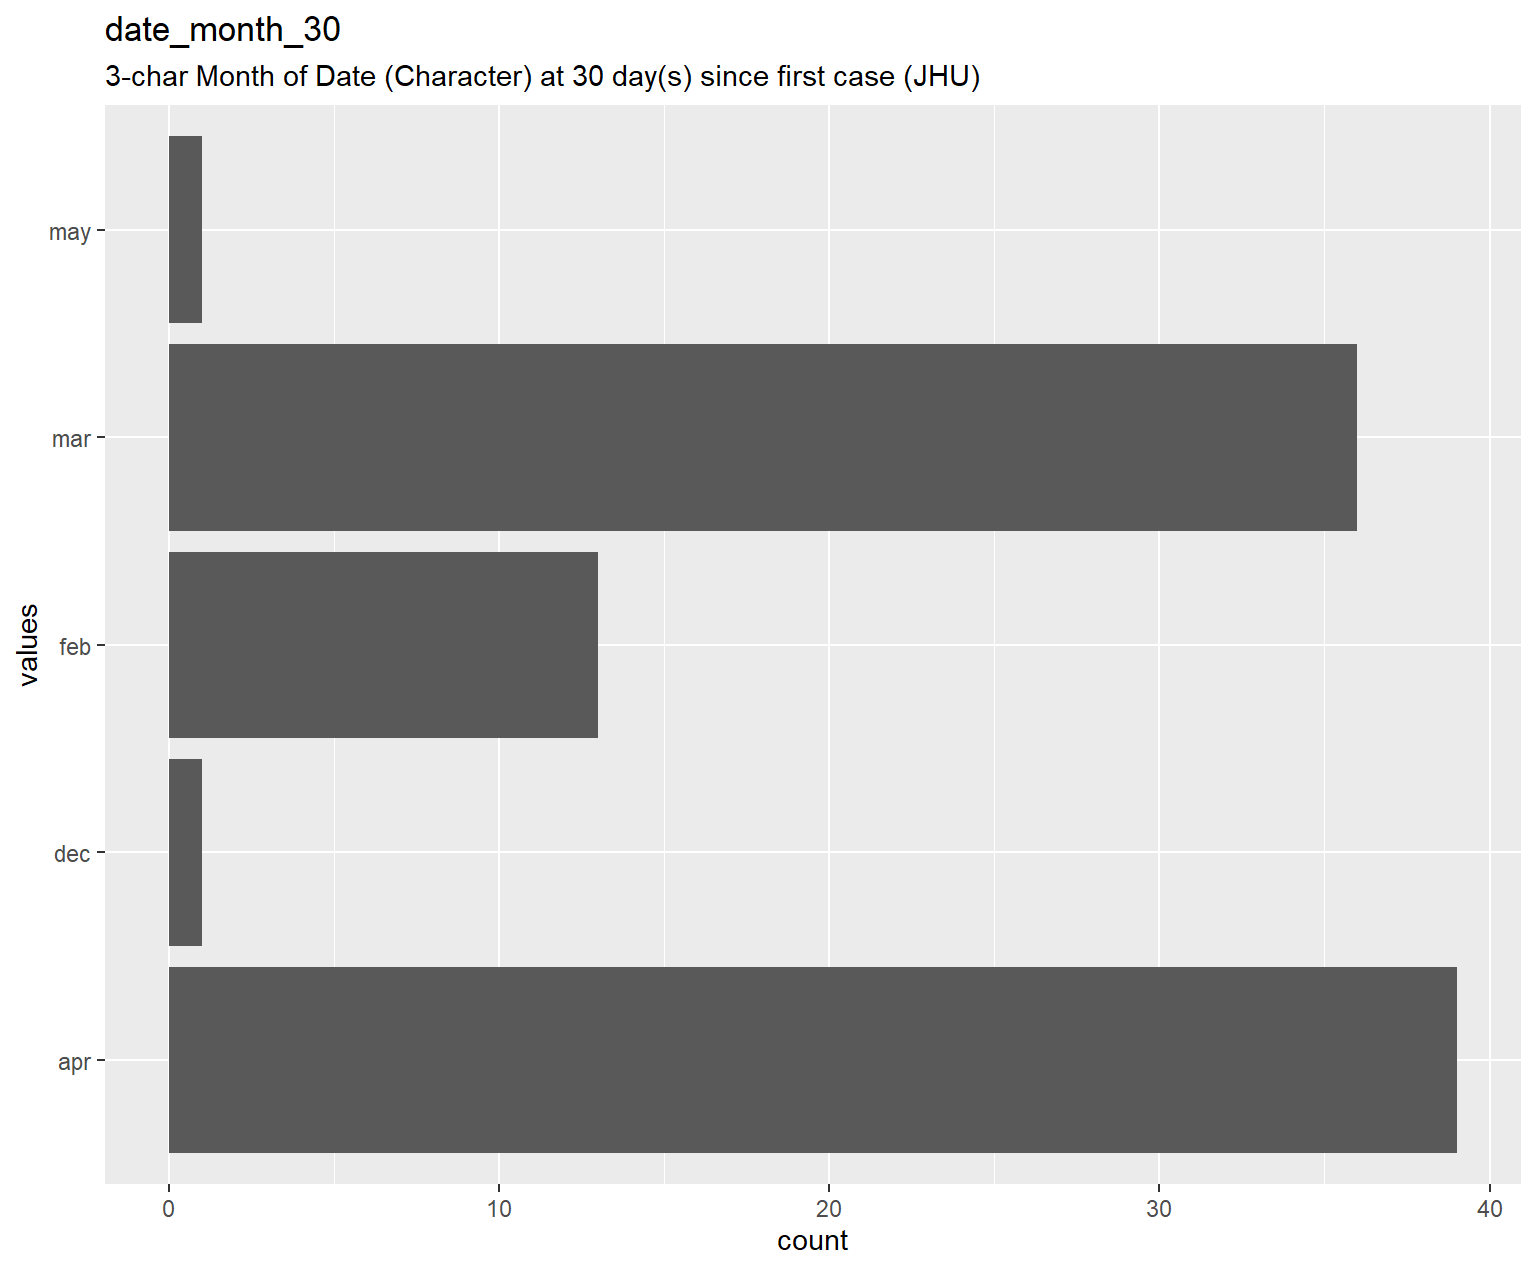 date_month_30
3-char Month of Date (Character) at 30 day(s) since first case (JHU)
may
mar
feb
dec
apr
values
0 10 20 30 40
count